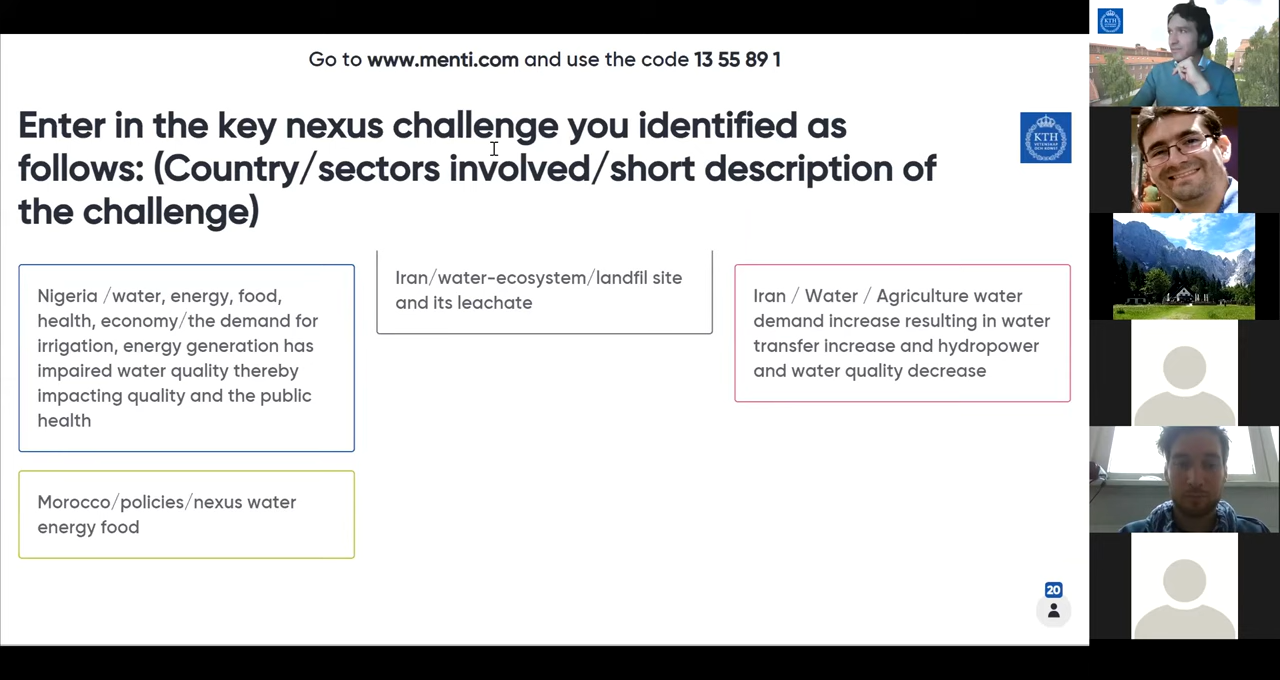 Go to www.menti.com and use the code 13 55 89 1
Enter in the key nexus challenge you identified as
follows: (Country/sectors involved/short description of
the challenge)
KTH
Nigeria /water, energy, food,
health, economy/the demand for
irrigation, energy generation has
impaired water quality thereby
impacting quality and the public
health
Morocco/policies/nexus water
energy food
Iran/water-ecosystem/landfil site
and its leachate
Iran / Water / Agriculture water
demand increase resulting in water
transfer increase and hydropower
and water quality decrease
20
KTH